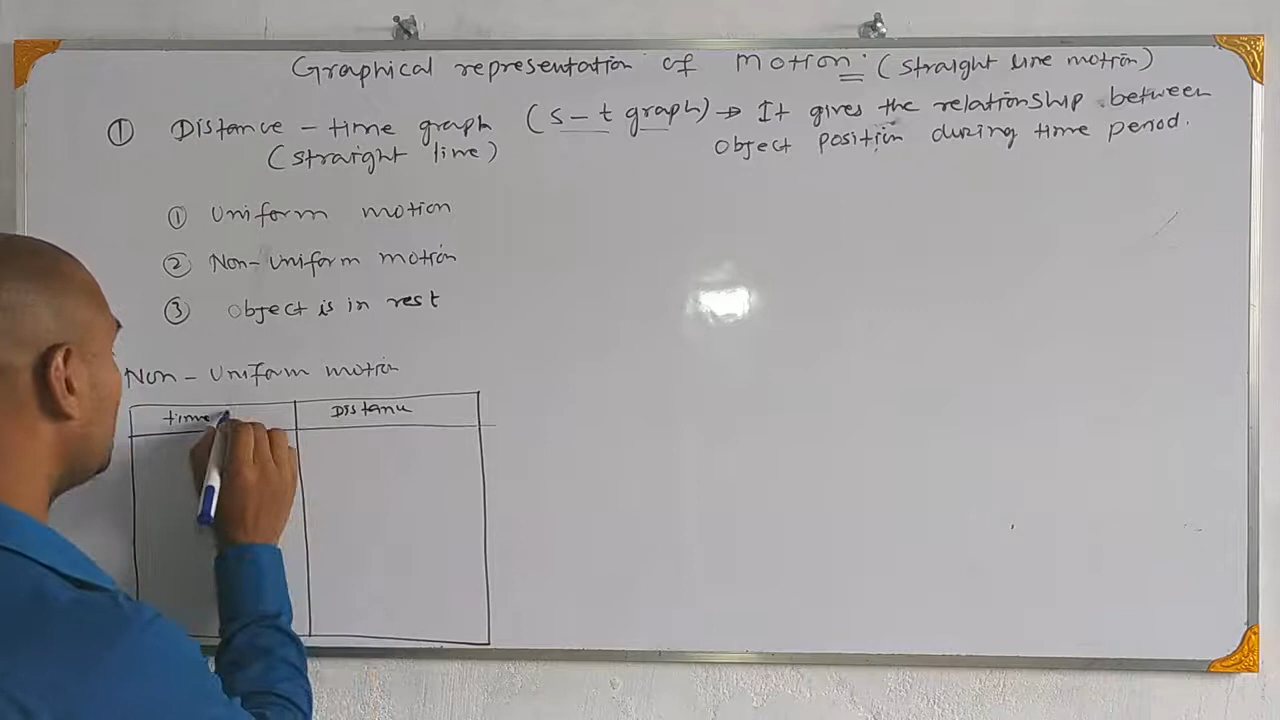 Graphical representation of motion: (straight line motion)
① Distance - time graph (s - t graph) → It gives the relationship between
(straight line)
object position during time period.
① Uniform motion
② Non-Uniform motion
③ Object is in rest
Non - Uniform motion
time Distance